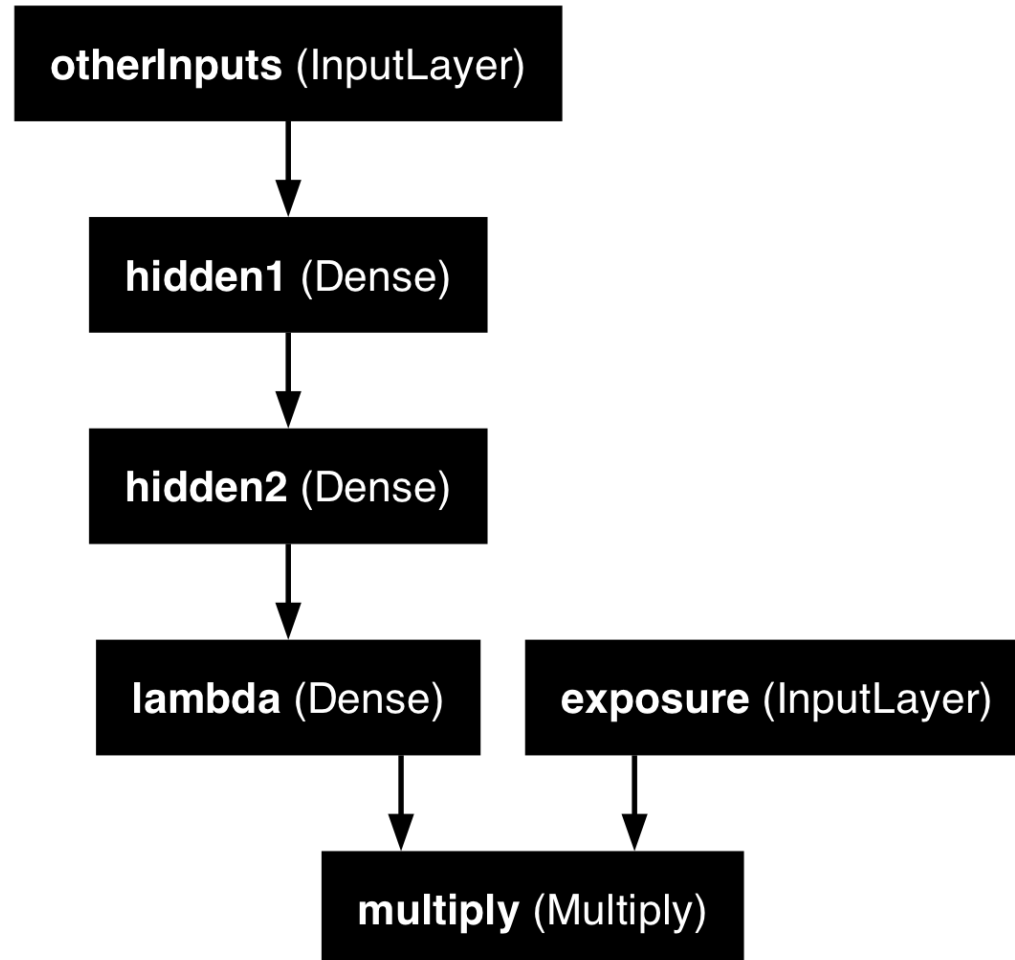 otherInputs (InputLayer)
hidden1 (Dense)
hidden2 (Dense)
lambda (Dense)
exposure (InputLayer)
multiply (Multiply)